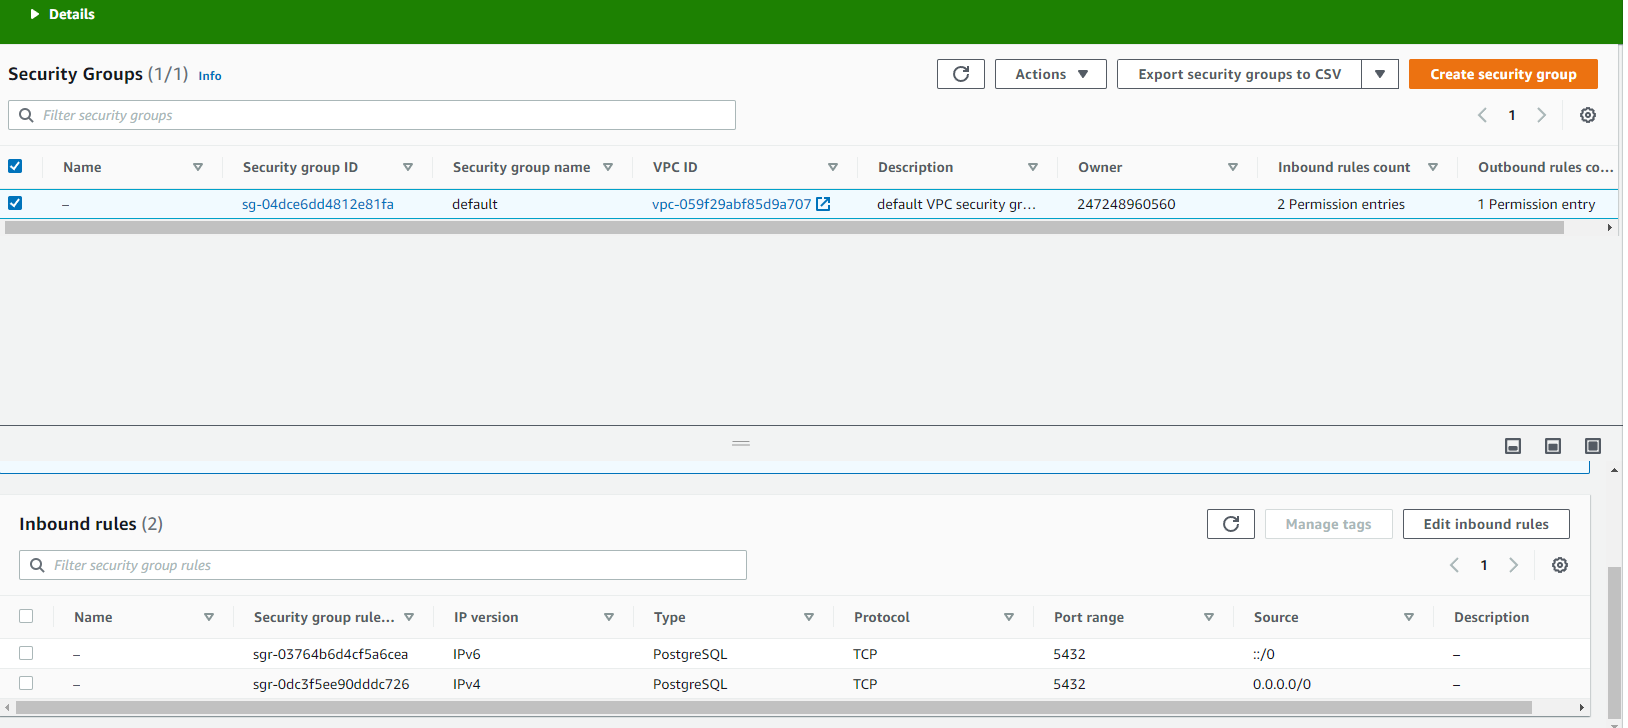 Details
Security Groups (1/1) Info
Actions
Export security groups to CSV
Create security group
Filter security groups
1
Name Security group ID Security group name VPC ID Description Owner Inbound rules count Outbound rules co...
– sg-04dce6dd4812e81fa default vpc-059f29abf85d9a707 default VPC security gr... 247248960560 2 Permission entries 1 Permission entry
Inbound rules (2)
Manage tags
Edit inbound rules
Filter security group rules
1
Name Security group rule... IP version Type Protocol Port range Source Description
– sgr-03764b6d4cf5a6cea IPv6 PostgreSQL TCP 5432 ::/0 –
– sgr-0dc3f5ee90dddc726 IPv4 PostgreSQL TCP 5432 0.0.0.0/0 –